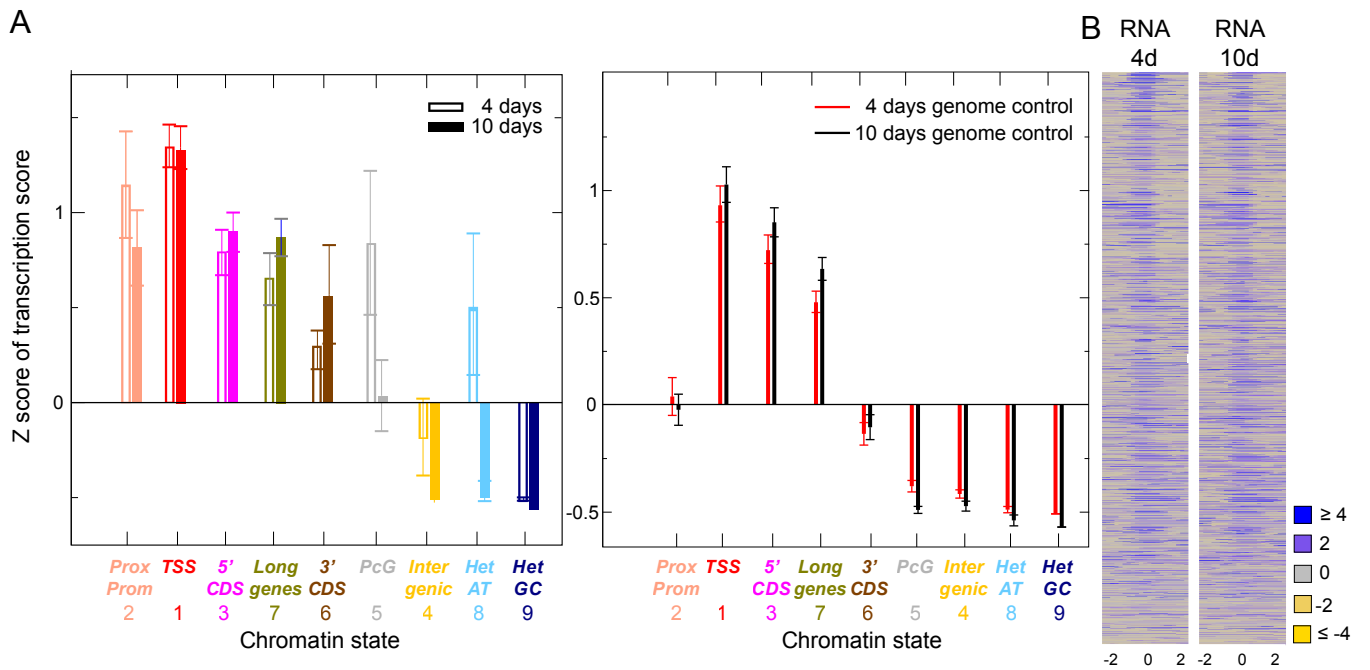 A
Z score of transcription score
1
0
4 days
10 days
Prox Prom
2
TSS
1
5' CDS
3
Long genes
7
3' CDS
6
PcG
5
Inter genic
4
Het AT
8
Het GC
9
Chromatin state
1
0.5
0
-0.5
4 days genome control
10 days genome control
Prox Prom
2
TSS
1
5' CDS
3
Long genes
7
3' CDS
6
PcG
5
Inter genic
4
Het AT
8
Het GC
9
Chromatin state
B
RNA
4d
RNA
10d
-2 0 2
-2 0 2
≥ 4
2
0
-2
≤ -4